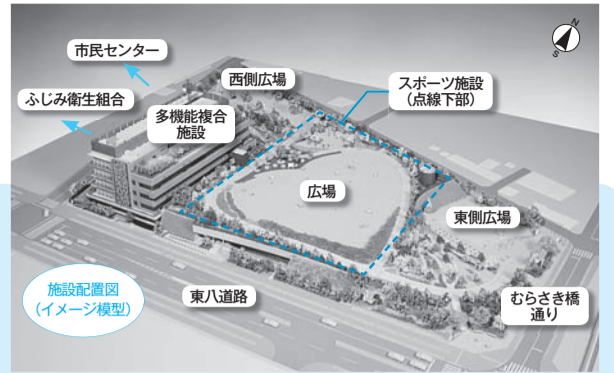 N
S
市民センター
西側広場
スポーツ施設
(点線下部)
ふじみ衛生組合
多機能複合
施設
広場
東側広場
施設配置図
(イメージ模型)
東八道路
むらさき橋
通り